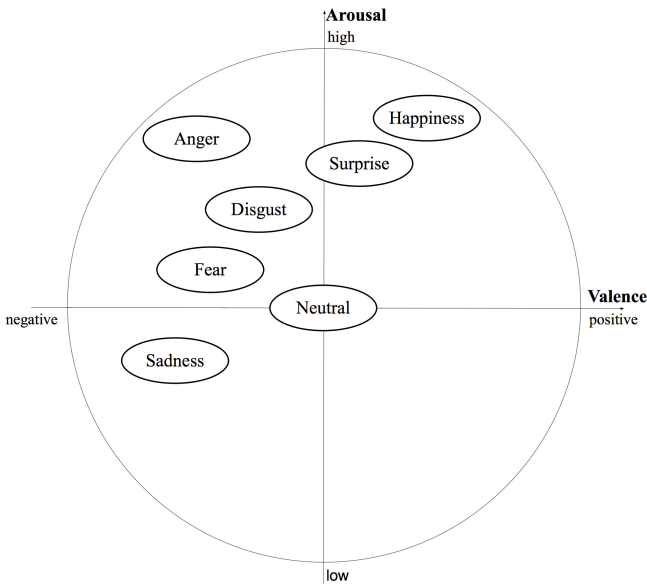 Arousal
high
Happiness
Anger
Surprise
Disgust
Fear
Valence
Neutral
negative
positive
Sadness
low